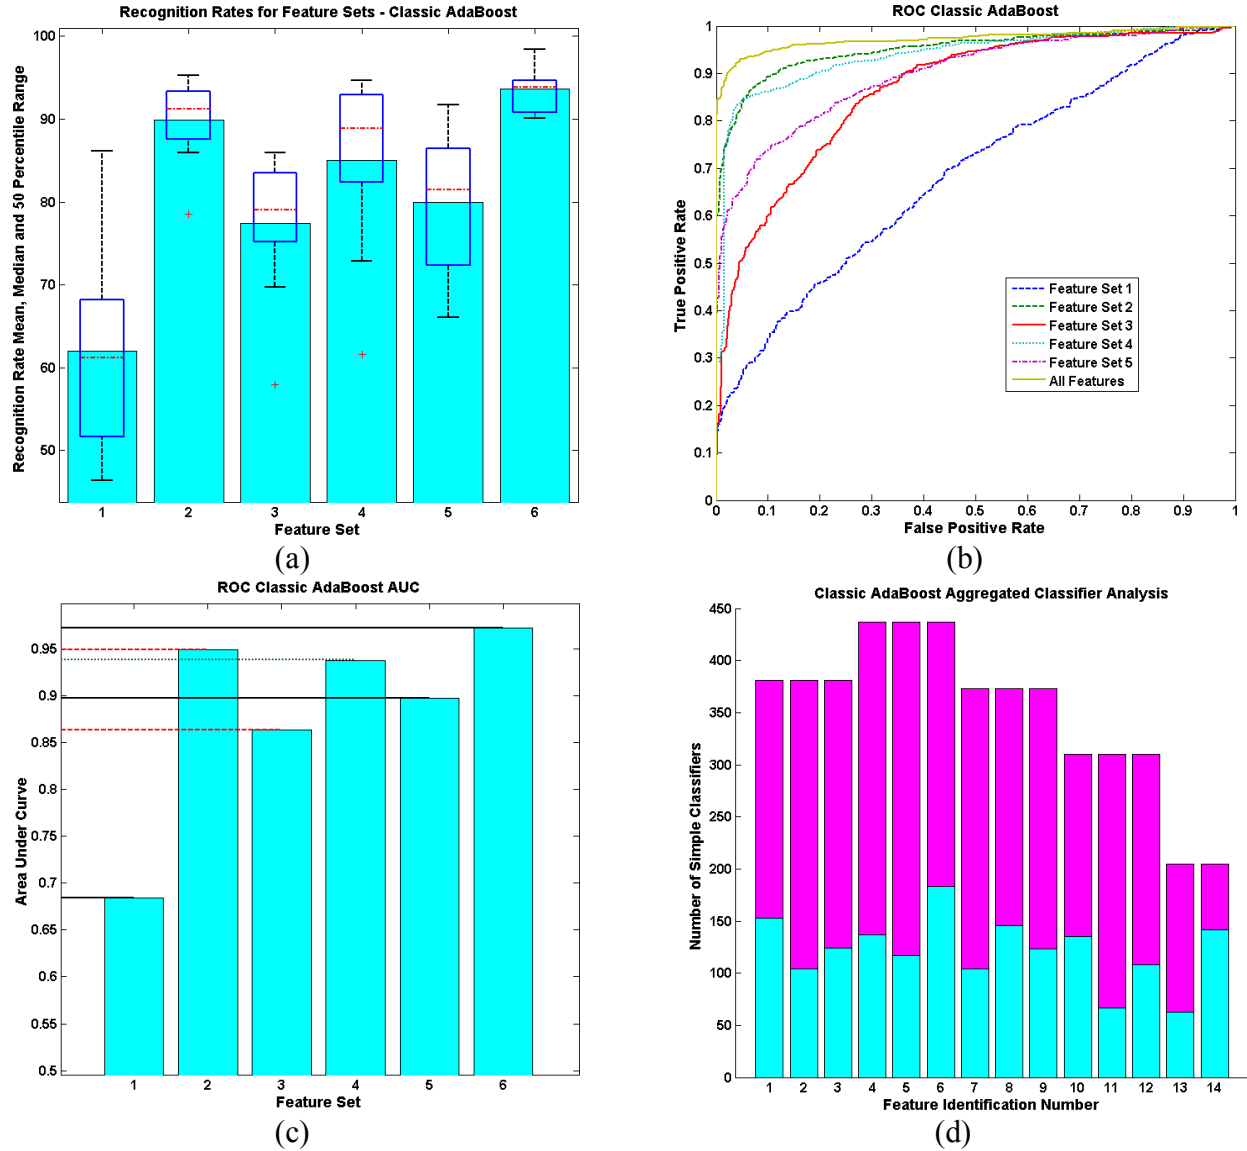 Recognition Rates for Feature Sets - Classic AdaBoost
Recognition Rate Mean, Median and 50 Percentile Range
100
90
80
70
60
50
1 2 3 4 5 6
Feature Set
(a)
ROC Classic AdaBoost
True Positive Rate
1
0.9
0.8
0.7
0.6
0.5
0.4
0.3
0.2
0.1
0
Feature Set 1
Feature Set 2
Feature Set 3
Feature Set 4
Feature Set 5
All Features
0 0.1 0.2 0.3 0.4 0.5 0.6 0.7 0.8 0.9 1
False Positive Rate
(b)
ROC Classic AdaBoost AUC
Area Under Curve
0.95
0.9
0.85
0.8
0.75
0.7
0.65
0.6
0.55
0.5
1 2 3 4 5 6
Feature Set
(c)
Classic AdaBoost Aggregated Classifier Analysis
Number of Simple Classifiers
450
400
350
300
250
200
150
100
50
0
1 2 3 4 5 6 7 8 9 10 11 12 13 14
Feature Identification Number
(d)